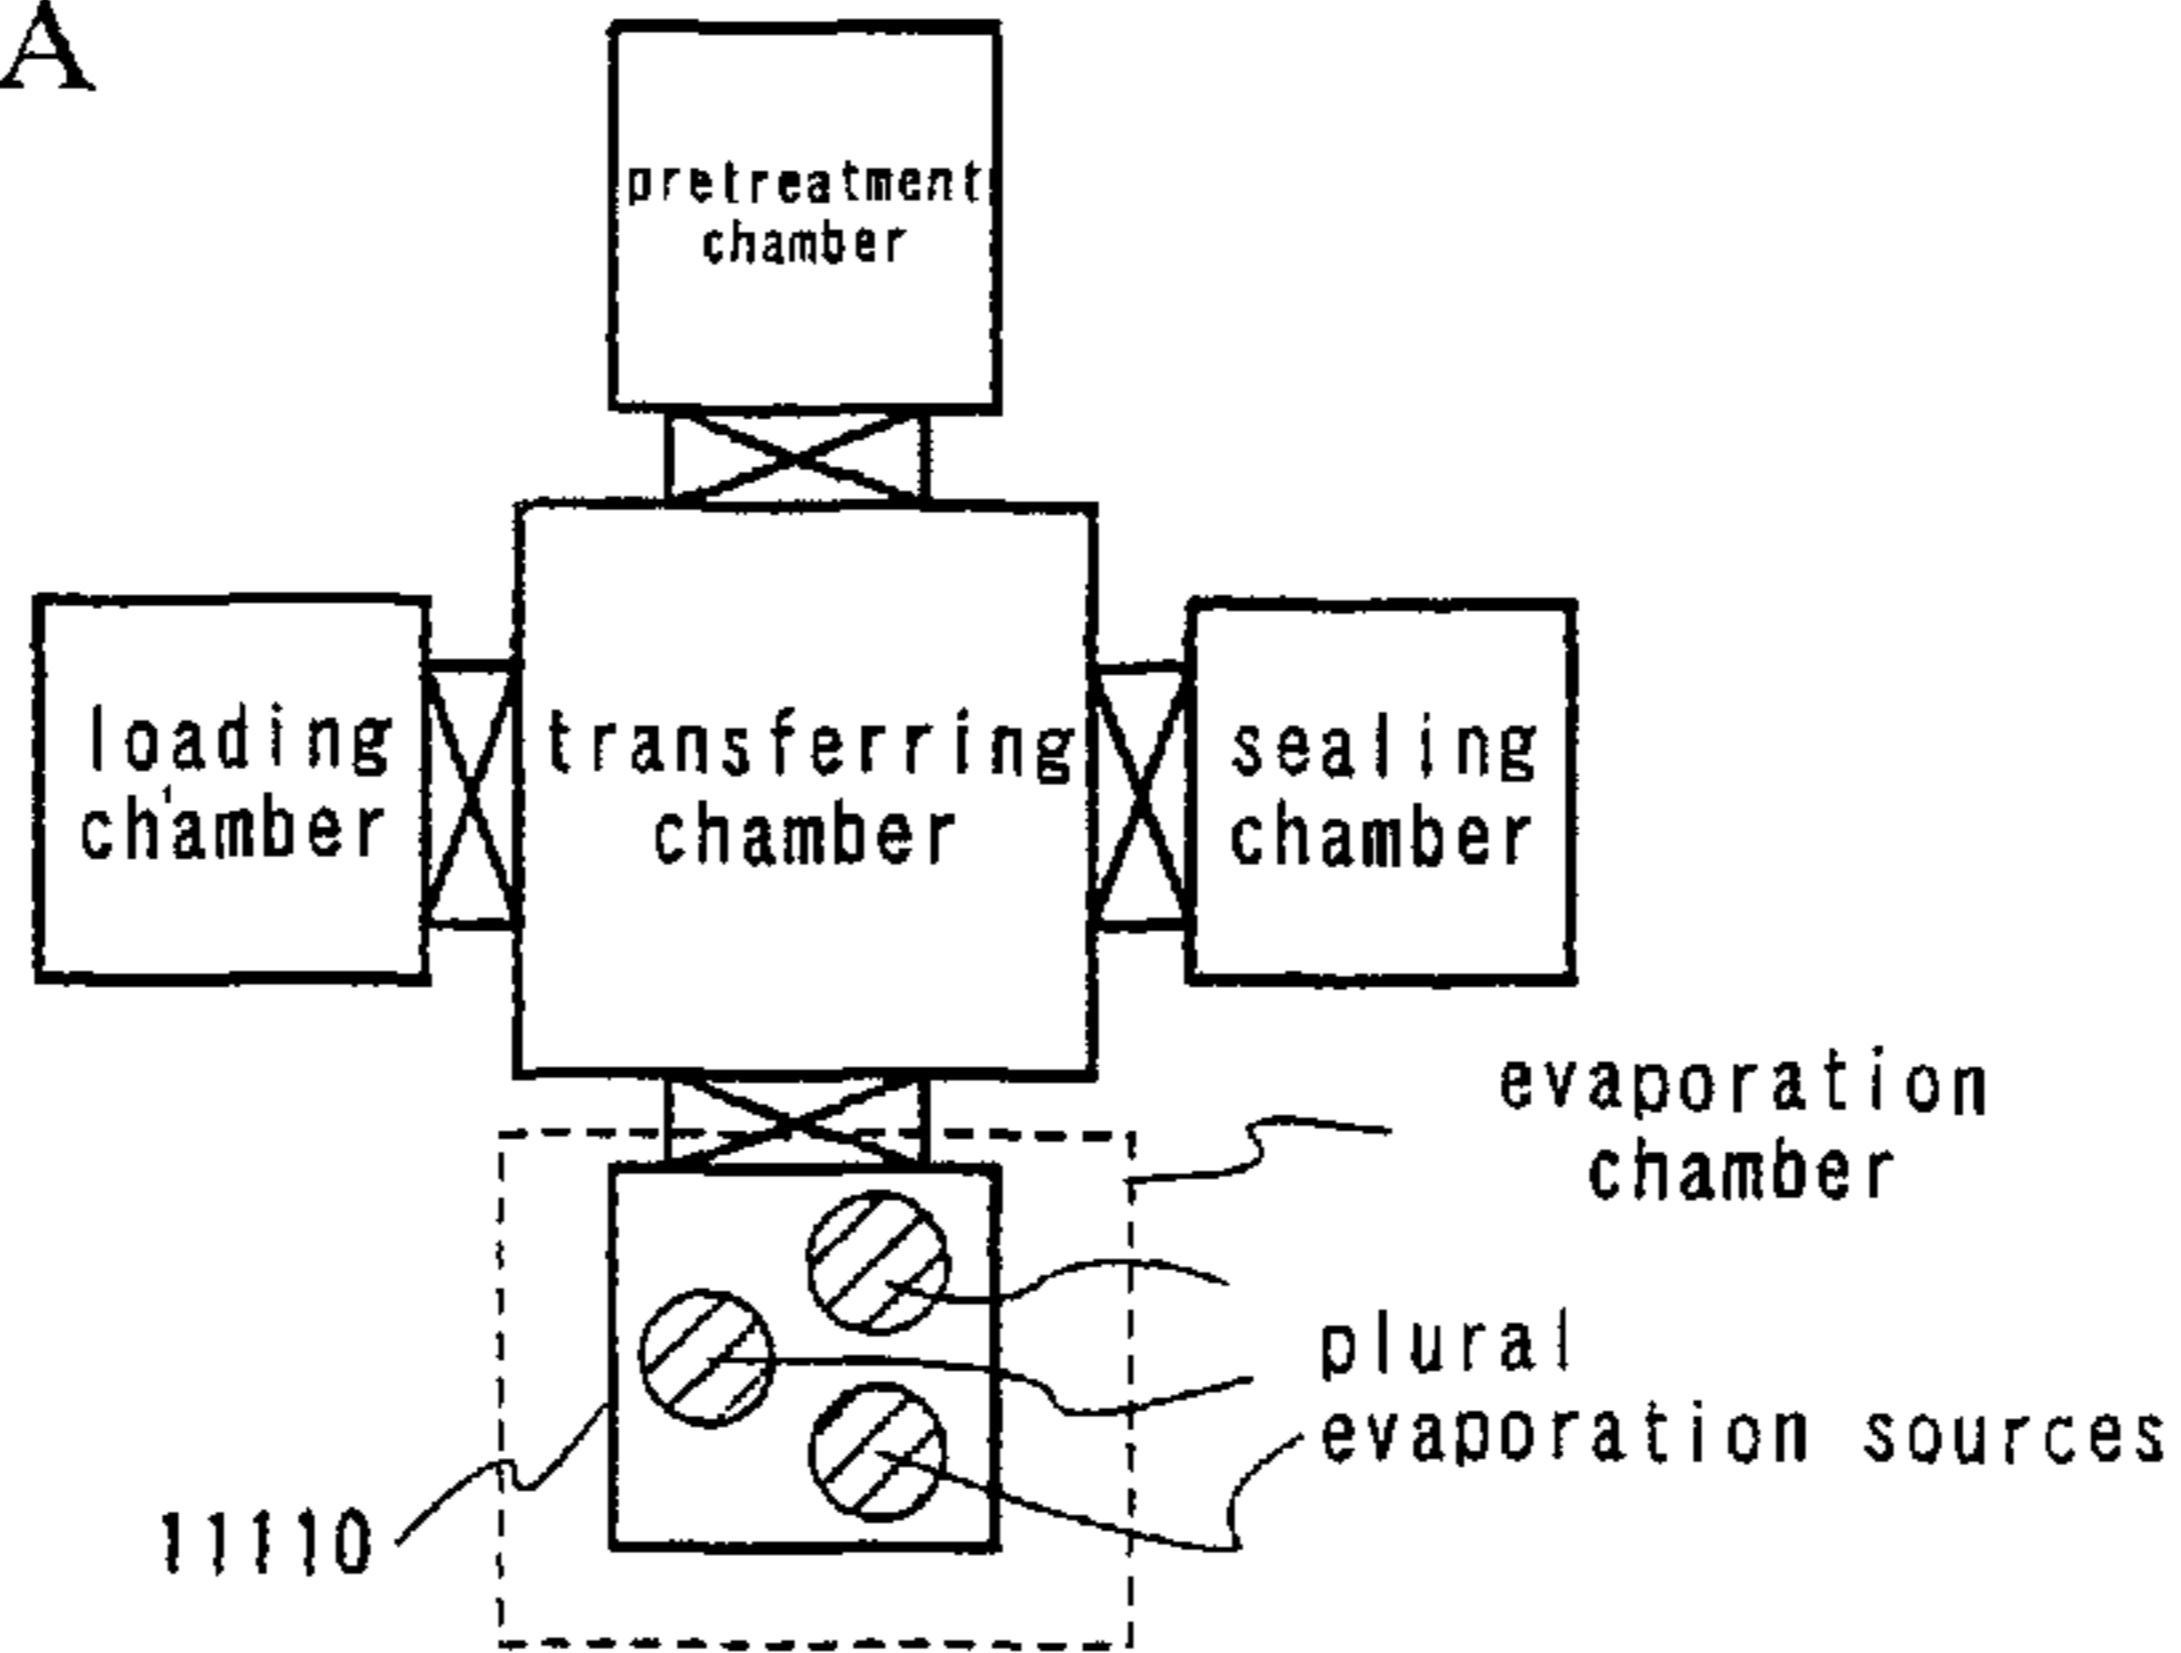 A
pretreatment
chamber
loading
chamber
transferring
chamber
sealing
chamber
evaporation
chamber
plural
evaporation sources
11110